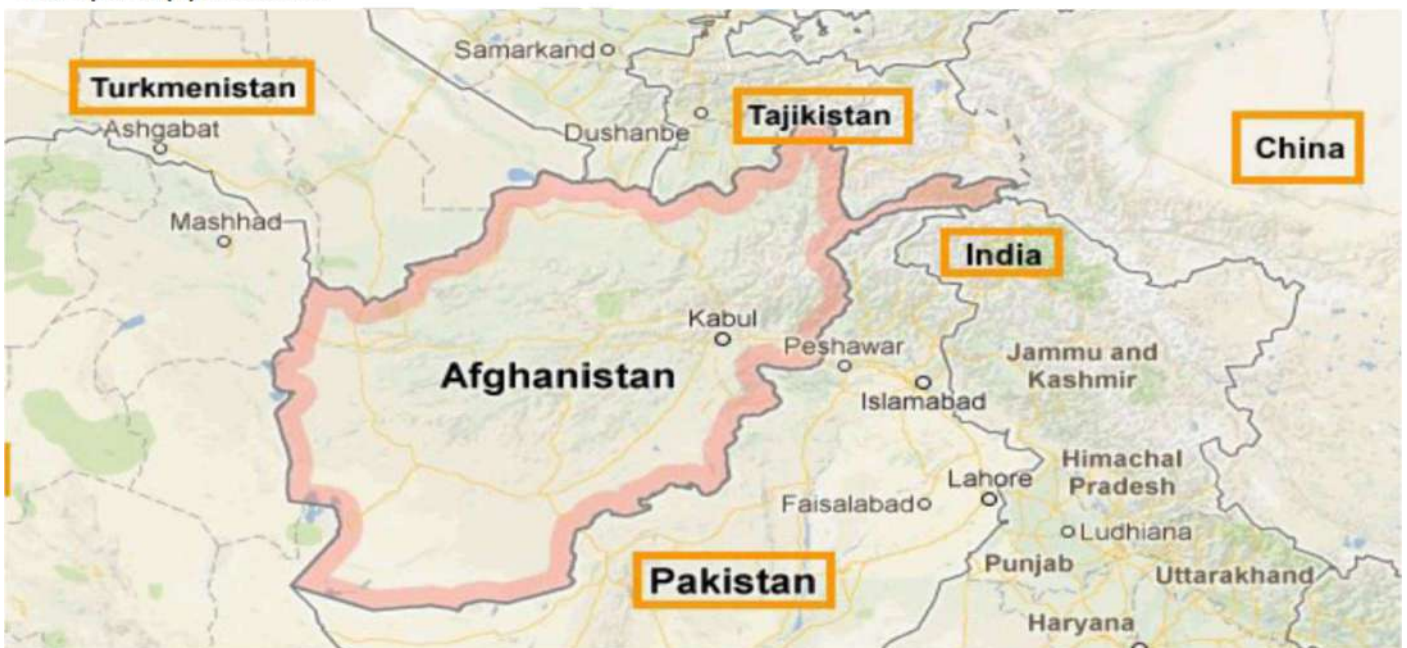 Samarkand
Turkmenistan
Tajikistan
Ashgabat
Dushanbe
China
Mashhad
India
Kabul
Peshawar
Jammu and
Kashmir
Afghanistan
Islamabad
Himachal
Pradesh
Lahore
Faisalabad
Ludhiana
Punjab
Pakistan
Uttarakhand
Haryana